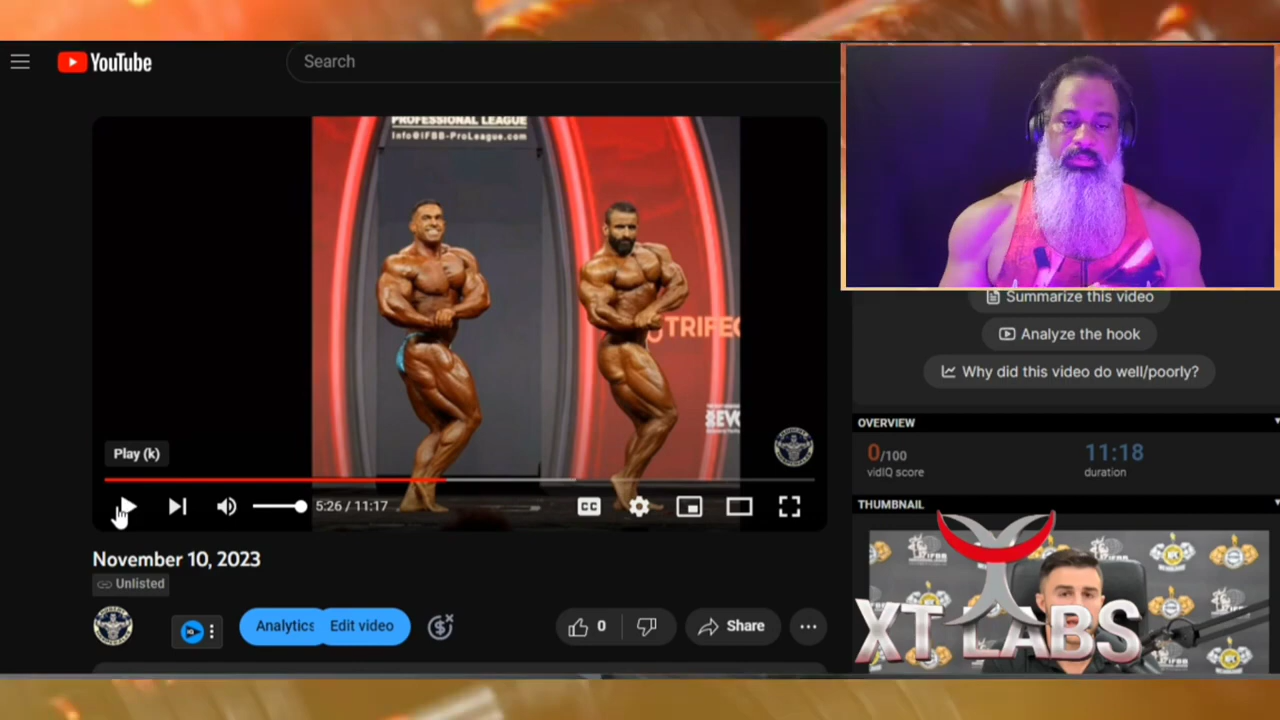 YouTube
Search
PROFESSIONAL LEAGUE
Info@IFBB-ProLeague.com
TRIFEC
EVO
Play (k)
5:26 / 11:17
CC
Summarize this video
Analyze the hook
Why did this video do well/poorly?
OVERVIEW
0/100
vidIQ score
11:18
duration
THUMBNAIL
XT LABS
November 10, 2023
Unlisted
Analytics
Edit video
0
Share